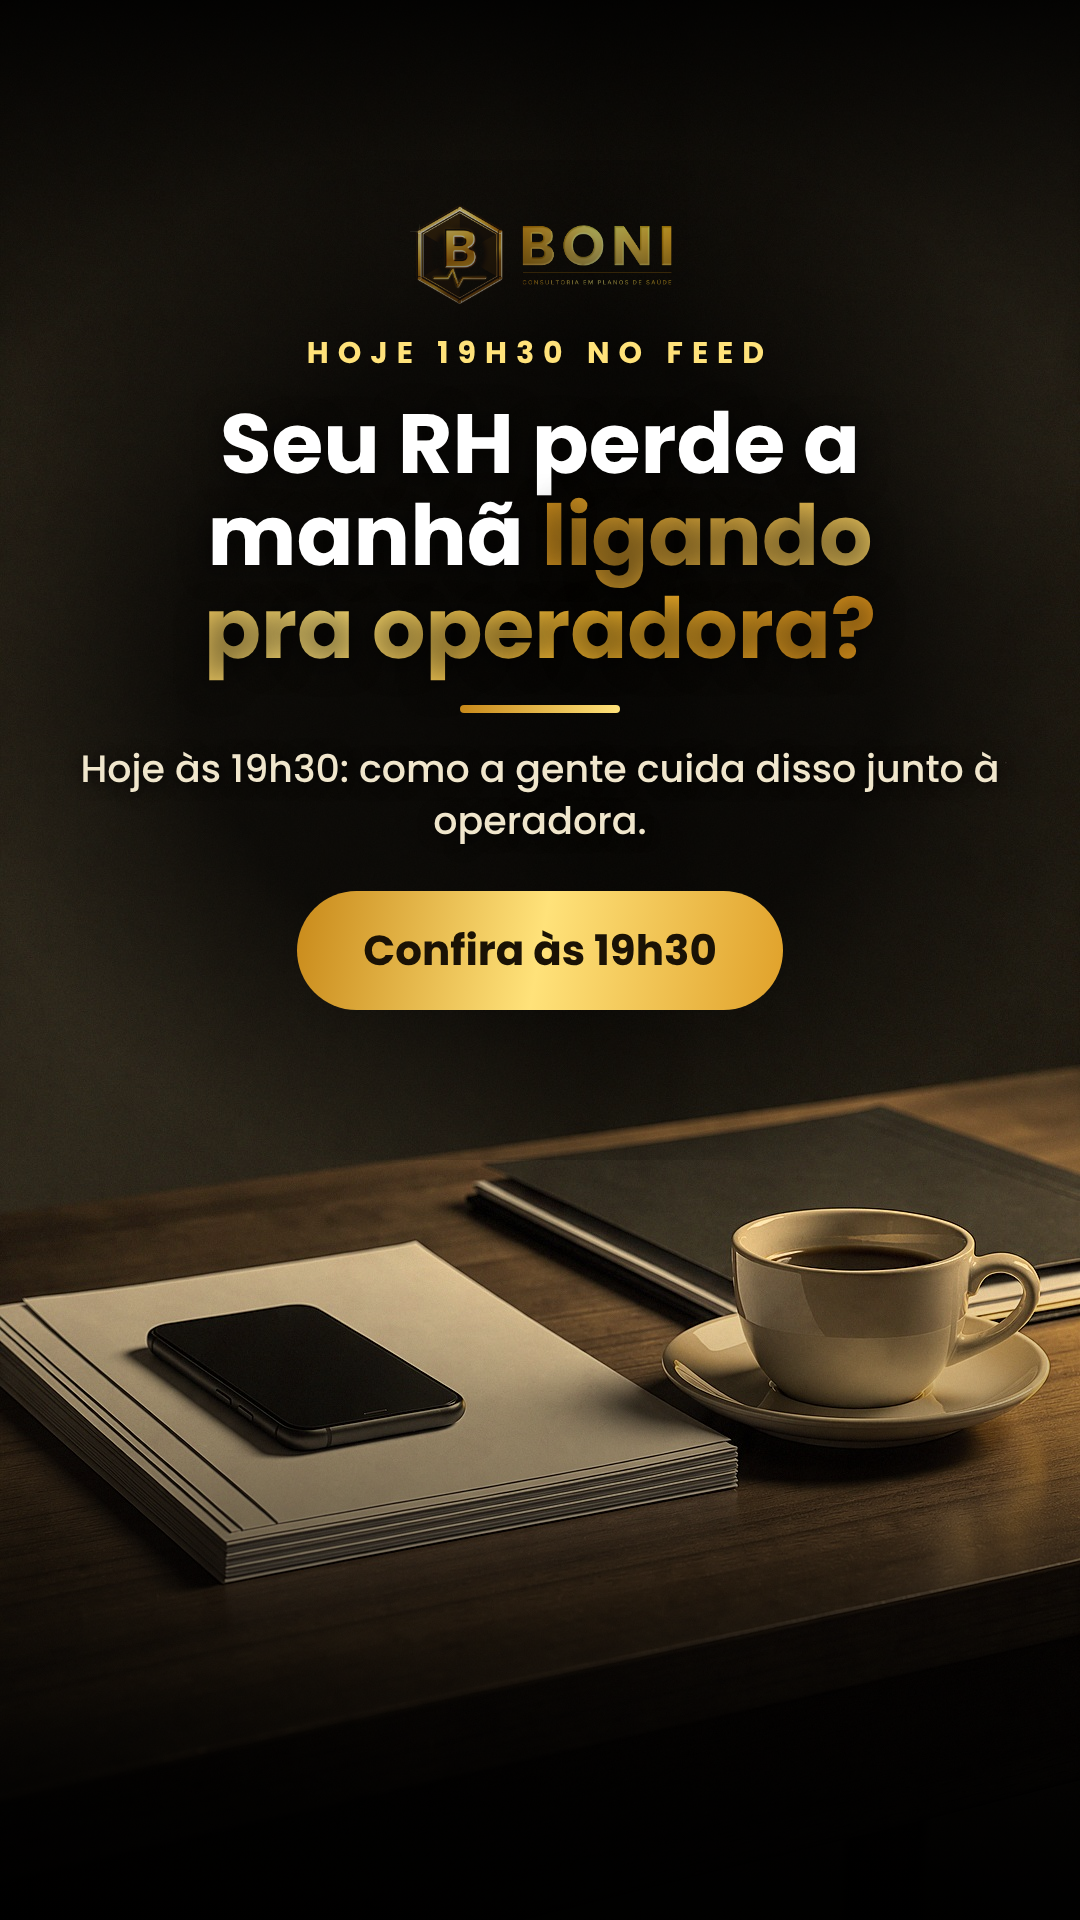 B BONI
CONSULTORIA EM PLANOS DE SAÚDE
HOJE 19H30 NO FEED
Seu RH perde a
manhã ligando
pra operadora?
Hoje às 19h30: como a gente cuida disso junto à
operadora.
Confira às 19h30